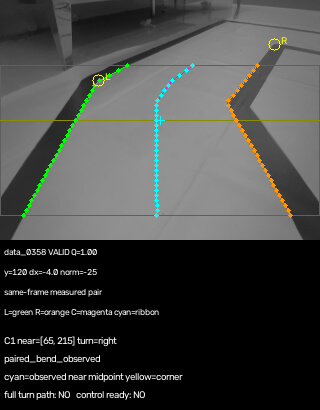 L
R
data_0358 VALID Q=1.00
y=120 dx=-4.0 norm=-25
same-frame measured pair
L=green R=orange C=magenta cyan=ribbon
C1 near=[65, 215] turn=right
paired_bend_observed
cyan=observed near midpoint yellow=corner
full turn path: NO control ready: NO